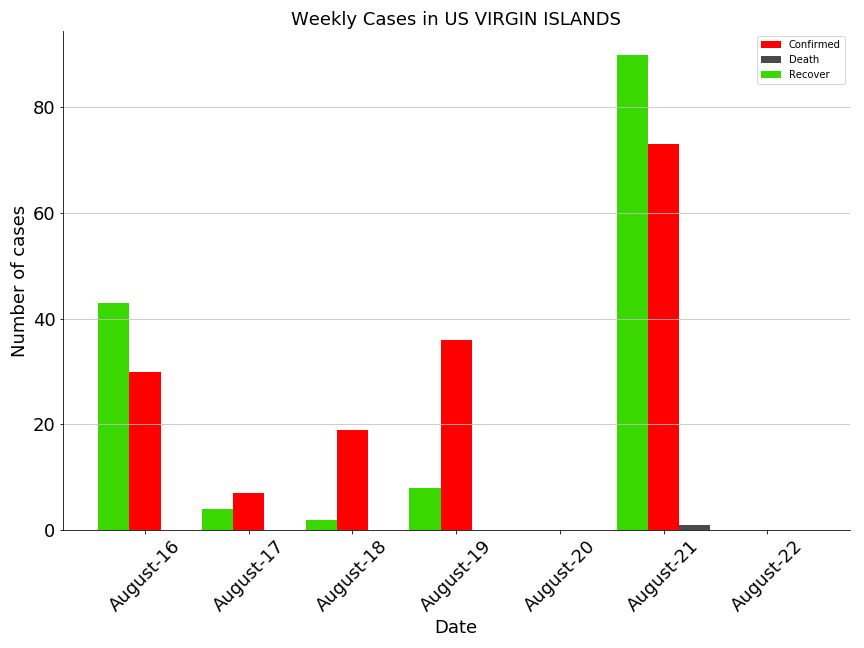 Weekly Cases in US VIRGIN ISLANDS
Confirmed
Death
Recover
Number of cases
80
60
40
20
0
August-16
August-17
August-18
August-19
August-20
August-21
August-22
Date